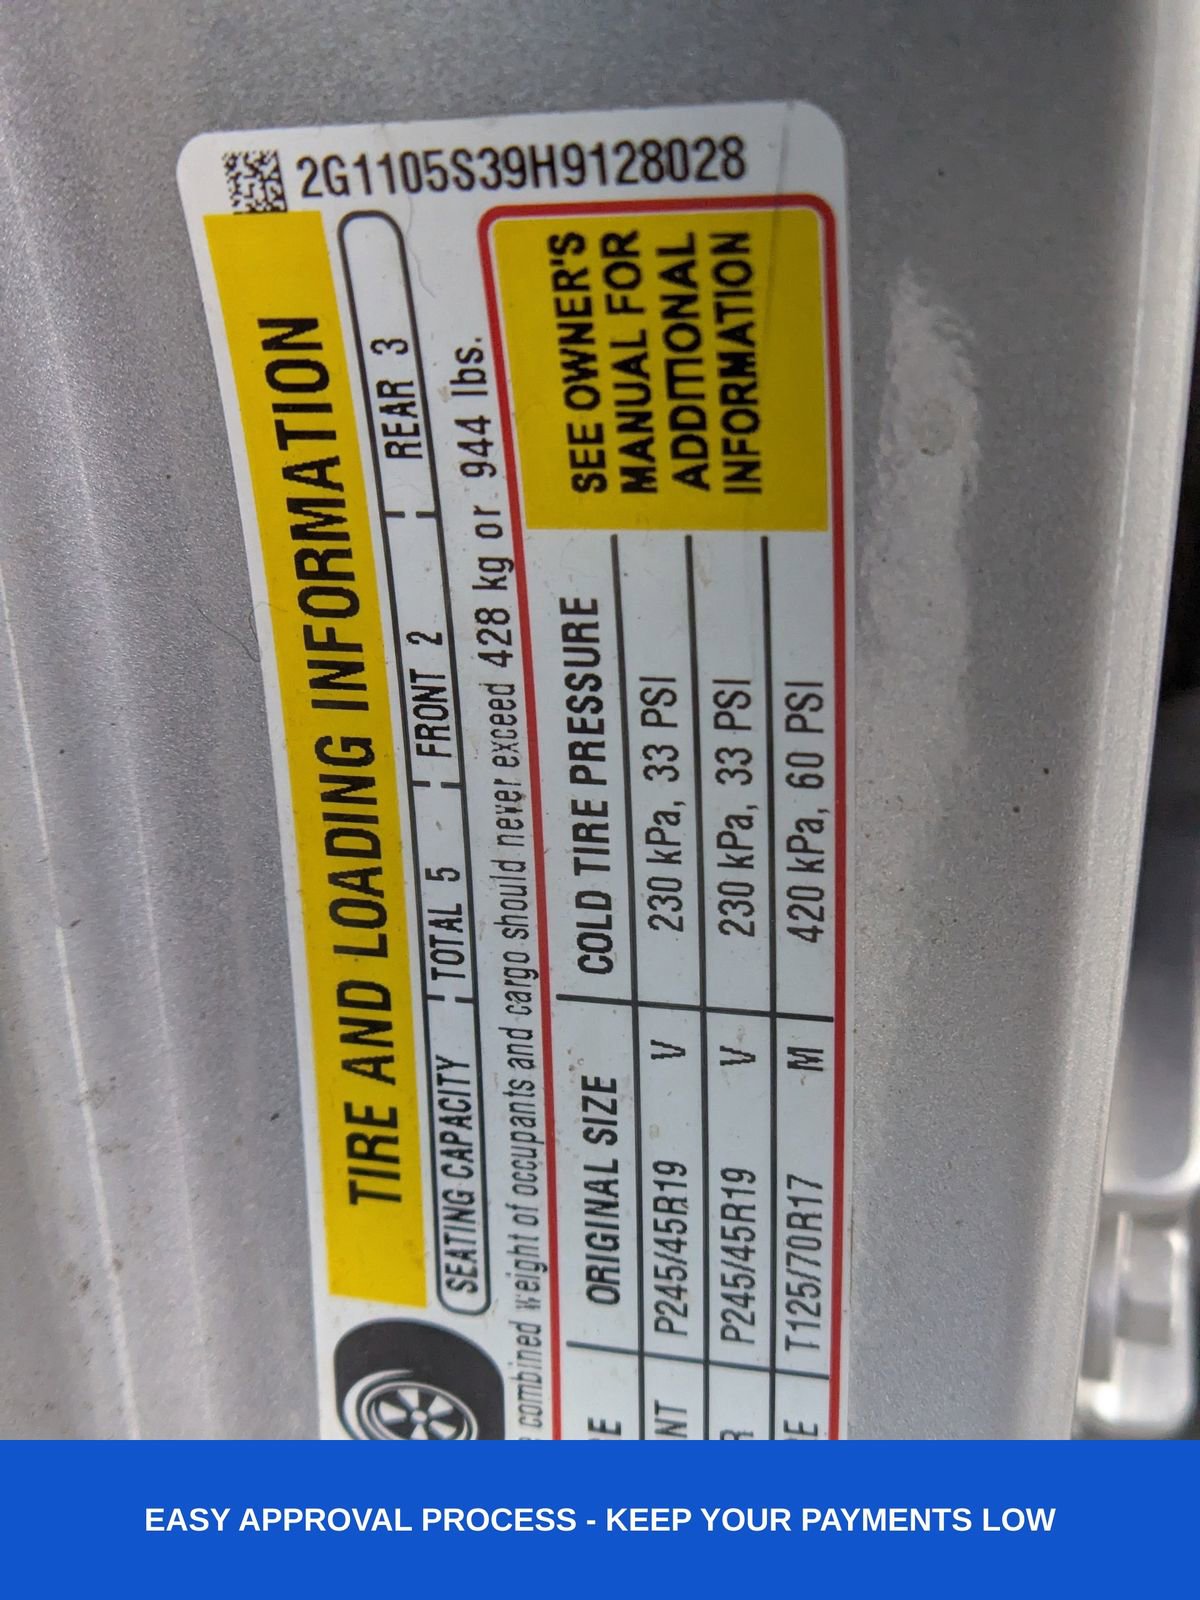 2G1105S39H9128028
TIRE AND LOADING INFORMATION
SEATING CAPACITY TOTAL 5 FRONT 2 REAR 3
combined weight of occupants and cargo should never exceed 428 kg or 944 lbs.
ORIGINAL SIZE COLD TIRE PRESSURE
P245/45R19 V 230 kPa, 33 PSI
P245/45R19 V 230 kPa, 33 PSI
T125/70R17 M 420 kPa, 60 PSI
SEE OWNER'S
MANUAL FOR
ADDITIONAL
INFORMATION
EASY APPROVAL PROCESS - KEEP YOUR PAYMENTS LOW